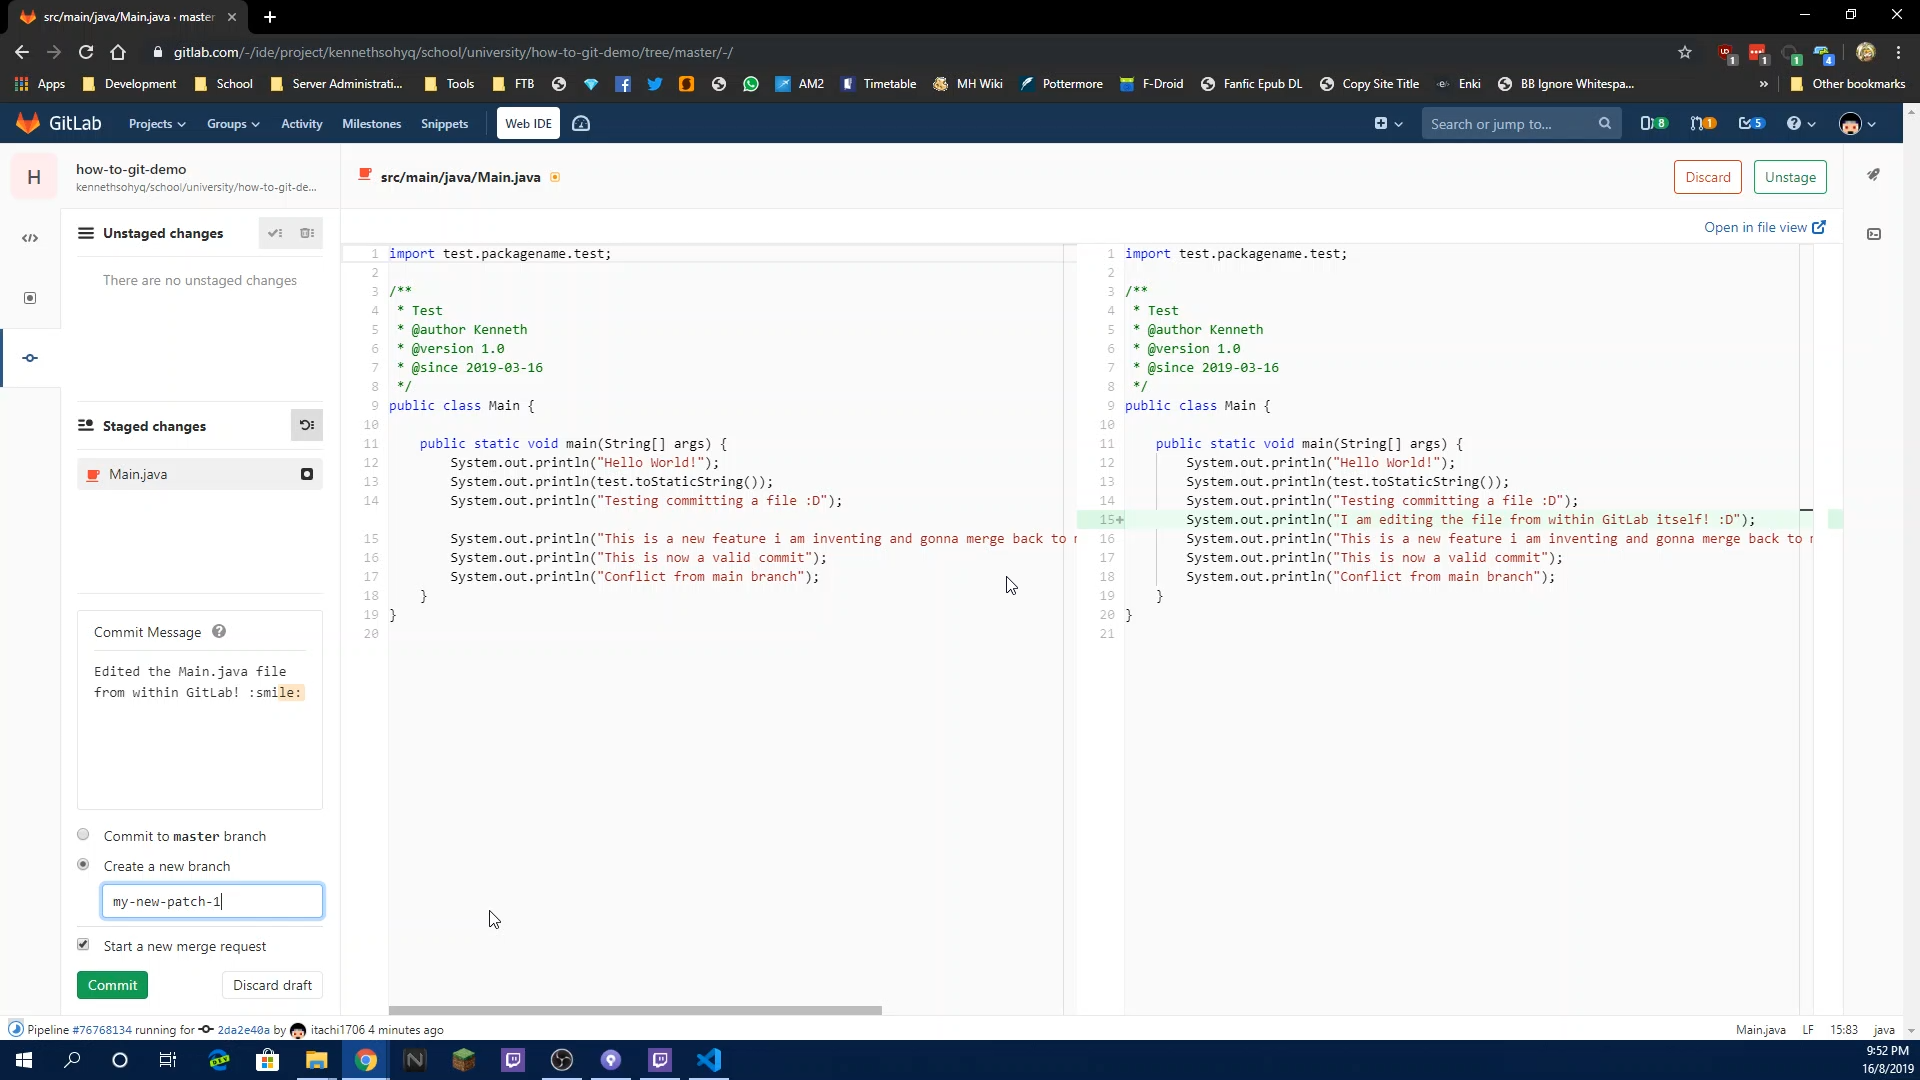 src/main/java/Main.java · master
gitlab.com/-/ide/project/kennethsohyq/school/university/how-to-git-demo/tree/master/-/
1 1 1 4
Apps Development School Server Administrati... Tools FTB AM2 Timetable MH Wiki Pottermore F-Droid Fanfic Epub DL Copy Site Title Enki BB Ignore Whitespa... » Other bookmarks
GitLab Projects Groups Activity Milestones Snippets Web IDE Search or jump to... 8 1 5
H
how-to-git-demo
kennethsohyq/school/university/how-to-git-de...
src/main/java/Main.java
Discard Unstage
Unstaged changes
There are no unstaged changes
Staged changes
Main.java
Commit Message
Edited the Main.java file
from within GitLab! :smile:
Commit to master branch
Create a new branch
my-new-patch-1
Start a new merge request
Commit Discard draft
Open in file view
1 import test.packagename.test;
2
3 /**
4 * Test
5 * @author Kenneth
6 * @version 1.0
7 * @since 2019-03-16
8 */
9 public class Main {
10
11 public static void main(String[] args) {
12 System.out.println("Hello World!");
13 System.out.println(test.toStaticString());
14 System.out.println("Testing committing a file :D");
15 System.out.println("This is a new feature i am inventing and gonna merge back to
16 System.out.println("This is now a valid commit");
17 System.out.println("Conflict from main branch");
18 }
19 }
20
1 import test.packagename.test;
2
3 /**
4 * Test
5 * @author Kenneth
6 * @version 1.0
7 * @since 2019-03-16
8 */
9 public class Main {
10
11 public static void main(String[] args) {
12 System.out.println("Hello World!");
13 System.out.println(test.toStaticString());
14 System.out.println("Testing committing a file :D");
15+ System.out.println("I am editing the file from within GitLab itself! :D");
16 System.out.println("This is a new feature i am inventing and gonna merge back to
17 System.out.println("This is now a valid commit");
18 System.out.println("Conflict from main branch");
19 }
20 }
21
Pipeline #76768134 running for 2da2e40a by itachi1706 4 minutes ago
Main.java LF 15:83 java
9:52 PM
16/8/2019